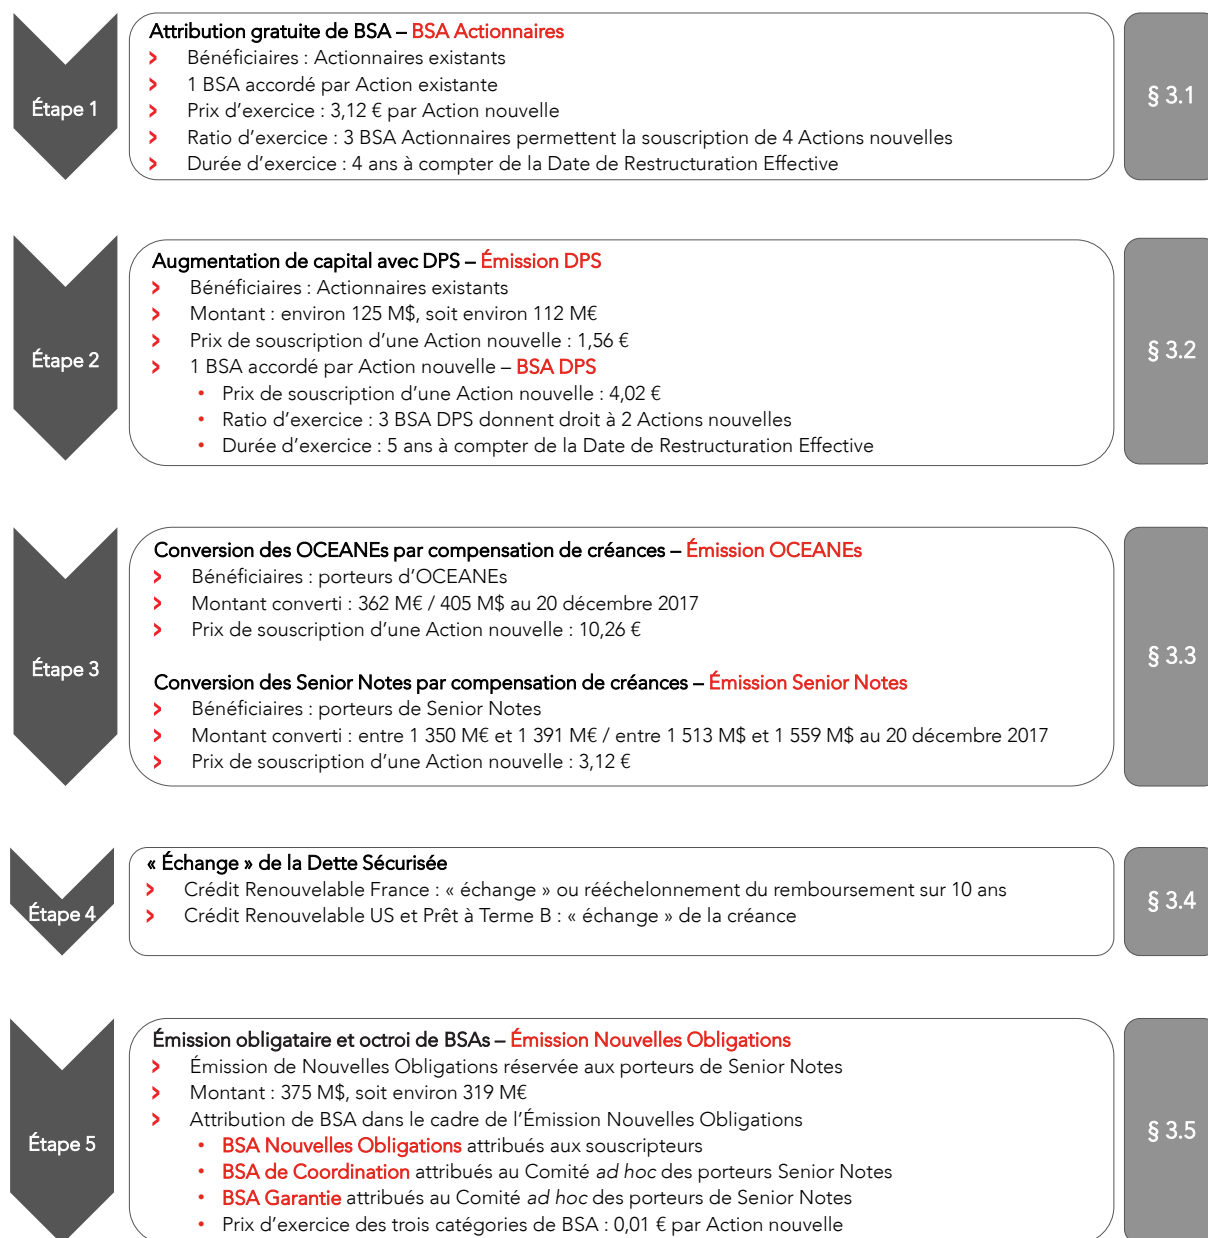 Étape 1
Attribution gratuite de BSA – BSA Actionnaires
> Bénéficiaires : Actionnaires existants
> 1 BSA accordé par Action existante
> Prix d’exercice : 3,12 € par Action nouvelle
> Ratio d’exercice : 3 BSA Actionnaires permettent la souscription de 4 Actions nouvelles
> Durée d’exercice : 4 ans à compter de la Date de Restructuration Effective
§ 3.1
Étape 2
Augmentation de capital avec DPS – Émission DPS
> Bénéficiaires : Actionnaires existants
> Montant : environ 125 M$, soit environ 112 M€
> Prix de souscription d’une Action nouvelle : 1,56 €
> 1 BSA accordé par Action nouvelle – BSA DPS
• Prix de souscription d’une Action nouvelle : 4,02 €
• Ratio d’exercice : 3 BSA DPS donnent droit à 2 Actions nouvelles
• Durée d’exercice : 5 ans à compter de la Date de Restructuration Effective
§ 3.2
Étape 3
Conversion des OCEANEs par compensation de créances – Émission OCEANEs
> Bénéficiaires : porteurs d’OCEANEs
> Montant converti : 362 M€ / 405 M$ au 20 décembre 2017
> Prix de souscription d’une Action nouvelle : 10,26 €
Conversion des Senior Notes par compensation de créances – Émission Senior Notes
> Bénéficiaires : porteurs de Senior Notes
> Montant converti : entre 1 350 M€ et 1 391 M€ / entre 1 513 M$ et 1 559 M$ au 20 décembre 2017
> Prix de souscription d’une Action nouvelle : 3,12 €
§ 3.3
Étape 4
« Échange » de la Dette Sécurisée
> Crédit Renouvelable France : « échange » ou rééchelonnement du remboursement sur 10 ans
> Crédit Renouvelable US et Prêt à Terme B : « échange » de la créance
§ 3.4
Étape 5
Émission obligataire et octroi de BSAs – Émission Nouvelles Obligations
> Émission de Nouvelles Obligations réservée aux porteurs de Senior Notes
> Montant : 375 M$, soit environ 319 M€
> Attribution de BSA dans le cadre de l’Émission Nouvelles Obligations
• BSA Nouvelles Obligations attribués aux souscripteurs
• BSA de Coordination attribués au Comité ad hoc des porteurs Senior Notes
• BSA Garantie attribués au Comité ad hoc des porteurs de Senior Notes
• Prix d’exercice des trois catégories de BSA : 0,01 € par Action nouvelle
§ 3.5